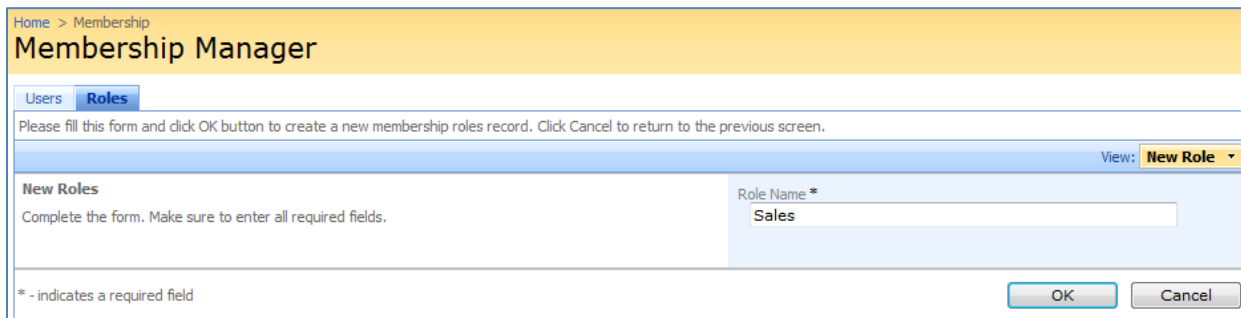 Home > Membership
Membership Manager
Users Roles
Please fill this form and click OK button to create a new membership roles record. Click Cancel to return to the previous screen.
View: New Role
New Roles
Complete the form. Make sure to enter all required fields.
Role Name *
Sales
* - indicates a required field
OK Cancel